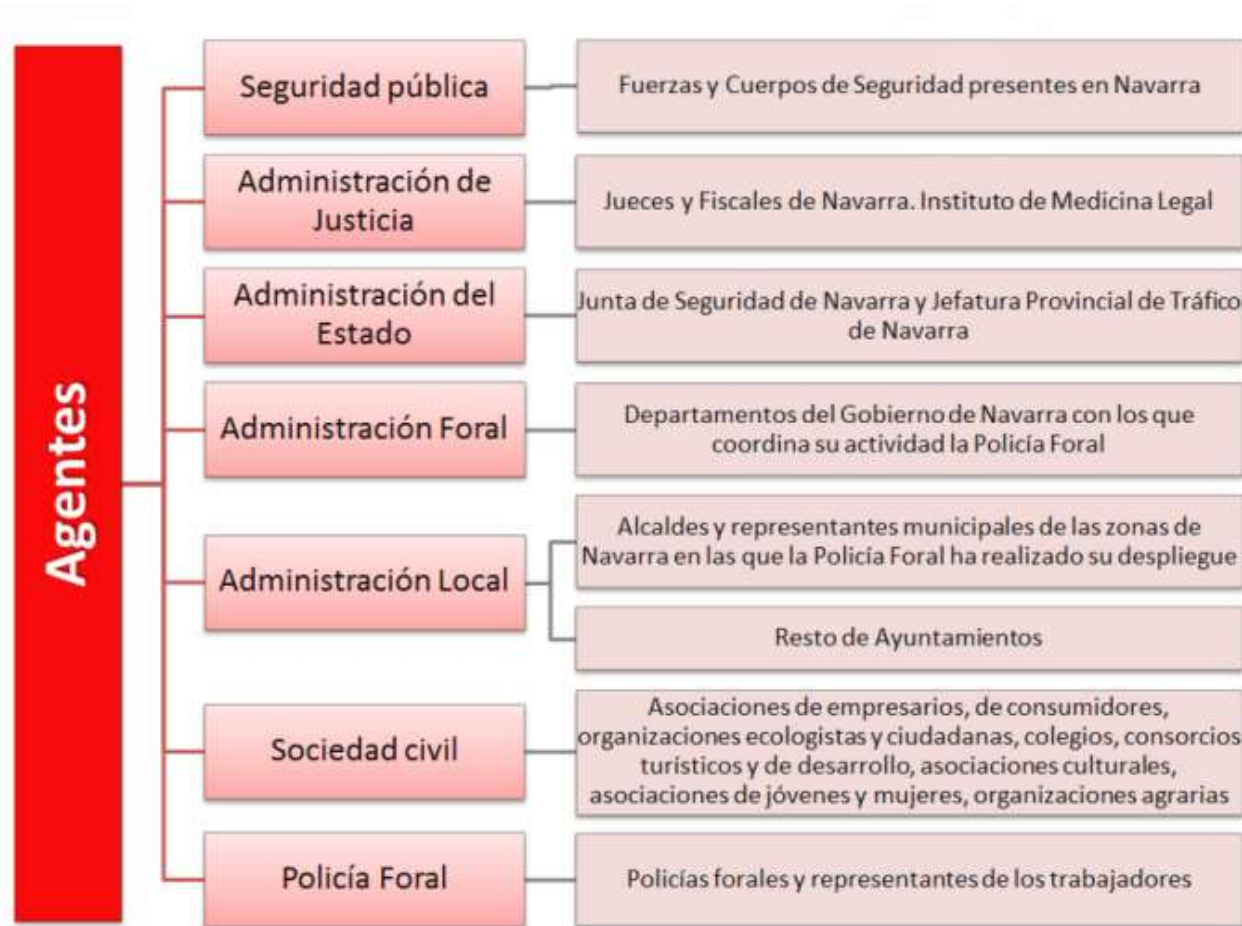 Agentes
Seguridad pública
Fuerzas y Cuerpos de Seguridad presentes en Navarra
Administración de
Justicia
Jueces y Fiscales de Navarra. Instituto de Medicina Legal
Administración del
Estado
Junta de Seguridad de Navarra y Jefatura Provincial de Tráfico
de Navarra
Administración Foral
Departamentos del Gobierno de Navarra con los que
coordina su actividad la Policía Foral
Administración Local
Alcaldes y representantes municipales de las zonas de
Navarra en las que la Policía Foral ha realizado su despliegue
Resto de Ayuntamientos
Sociedad civil
Asociaciones de empresarios, de consumidores,
organizaciones ecologistas y ciudadanas, colegios, consorcios
turísticos y de desarrollo, asociaciones culturales,
asociaciones de jóvenes y mujeres, organizaciones agrarias
Policía Foral
Policías forales y representantes de los trabajadores